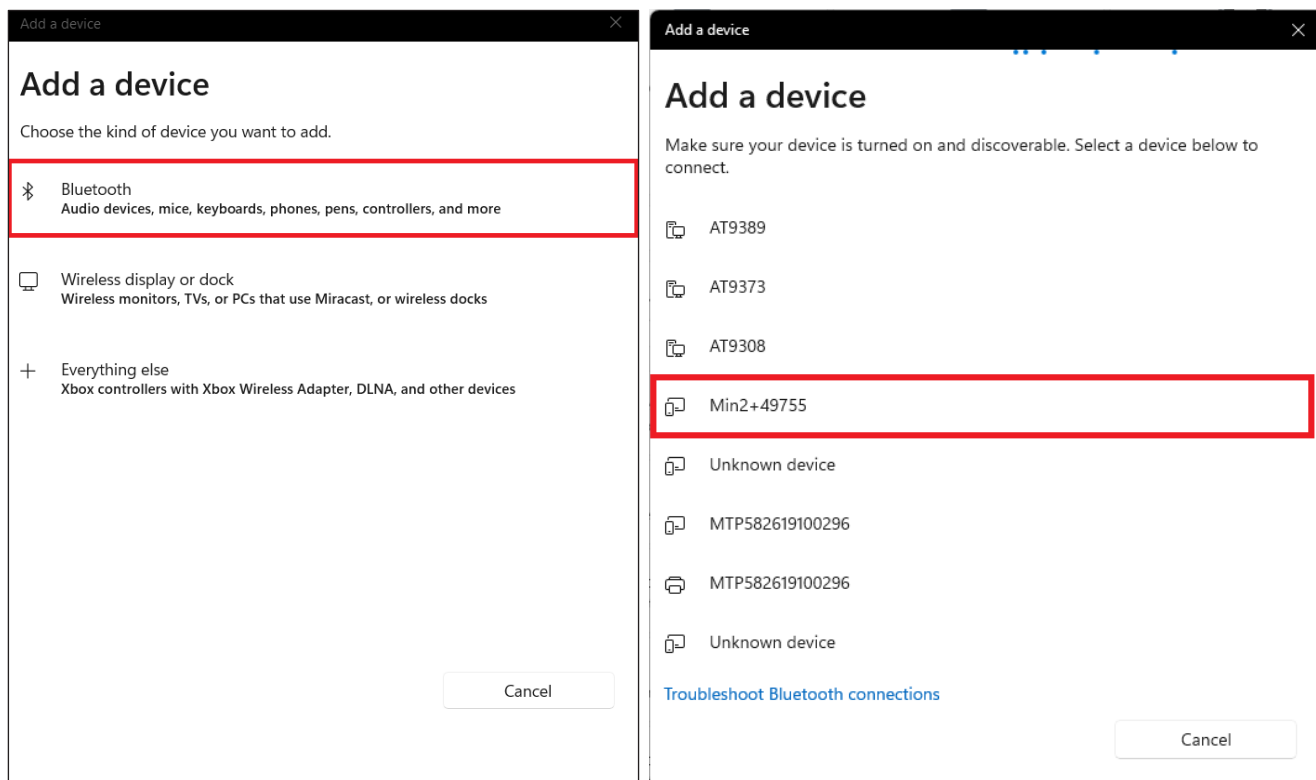 Add a device
Add a device
Choose the kind of device you want to add.
Bluetooth
Audio devices, mice, keyboards, phones, pens, controllers, and more
Wireless display or dock
Wireless monitors, TVs, or PCs that use Miracast, or wireless docks
Everything else
Xbox controllers with Xbox Wireless Adapter, DLNA, and other devices
Cancel
Add a device
Add a device
Make sure your device is turned on and discoverable. Select a device below to
connect.
AT9389
AT9373
AT9308
Min2+49755
Unknown device
MTP582619100296
MTP582619100296
Unknown device
Troubleshoot Bluetooth connections
Cancel